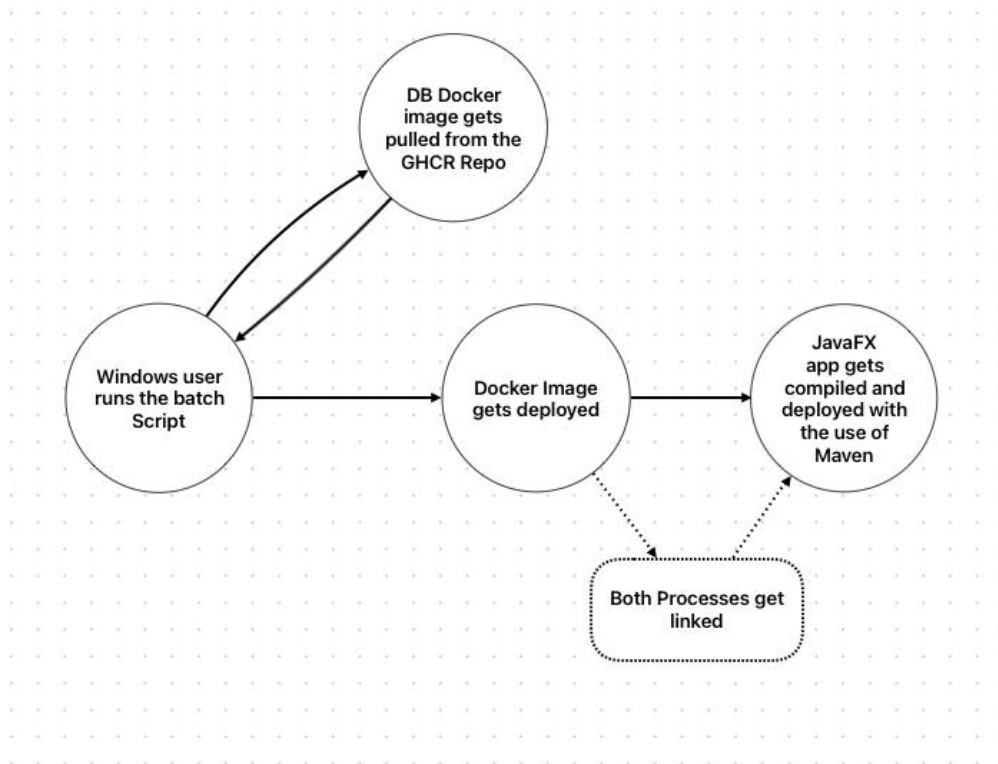 DB Docker
image gets
pulled from the
GHCR Repo
Windows user
runs the batch
Script
Docker Image
gets deployed
JavaFX
app gets
compiled and
deployed with
the use of
Maven
Both Processes get
linked